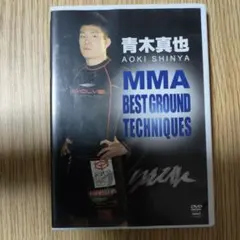 青木真也
AOKI SHINYA
MMA
BEST GROUND
TECHNIQUES
DVD